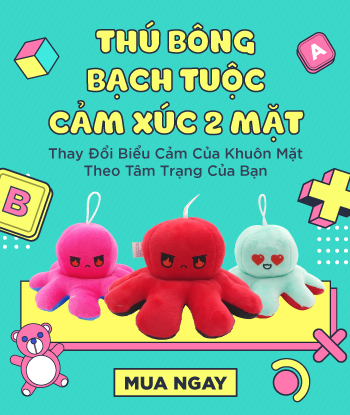 THÚ BÔNG
BẠCH TUỘC
CẢM XÚC 2 MẶT
Thay Đổi Biểu Cảm Của Khuôn Mặt
Theo Tâm Trạng Của Bạn
A
B
MUA NGAY